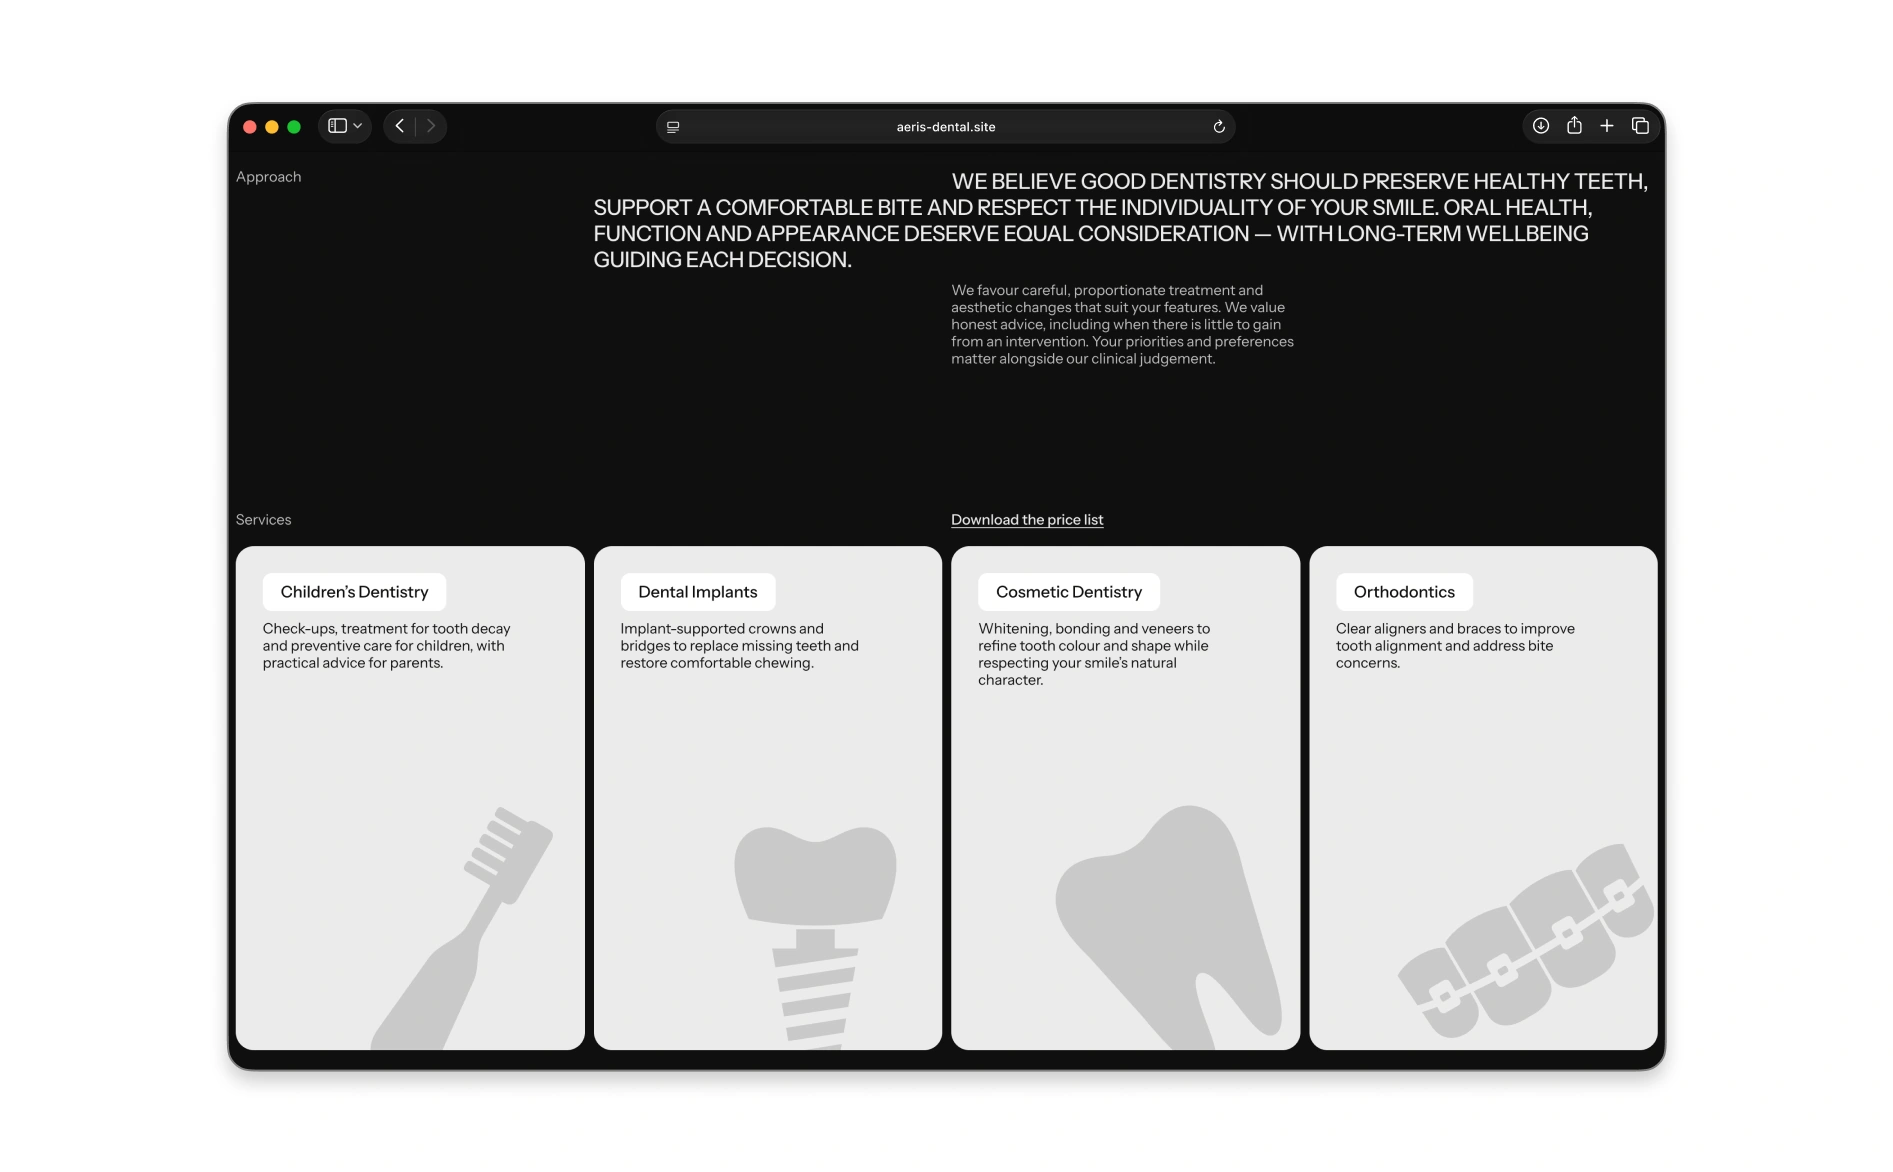 aeris-dental.site
Approach
WE BELIEVE GOOD DENTISTRY SHOULD PRESERVE HEALTHY TEETH,
SUPPORT A COMFORTABLE BITE AND RESPECT THE INDIVIDUALITY OF YOUR SMILE. ORAL HEALTH,
FUNCTION AND APPEARANCE DESERVE EQUAL CONSIDERATION — WITH LONG-TERM WELLBEING
GUIDING EACH DECISION.
We favour careful, proportionate treatment and
aesthetic changes that suit your features. We value
honest advice, including when there is little to gain
from an intervention. Your priorities and preferences
matter alongside our clinical judgement.
Services
Download the price list
Children’s Dentistry
Check-ups, treatment for tooth decay
and preventive care for children, with
practical advice for parents.
Dental Implants
Implant-supported crowns and
bridges to replace missing teeth and
restore comfortable chewing.
Cosmetic Dentistry
Whitening, bonding and veneers to
refine tooth colour and shape while
respecting your smile’s natural
character.
Orthodontics
Clear aligners and braces to improve
tooth alignment and address bite
concerns.